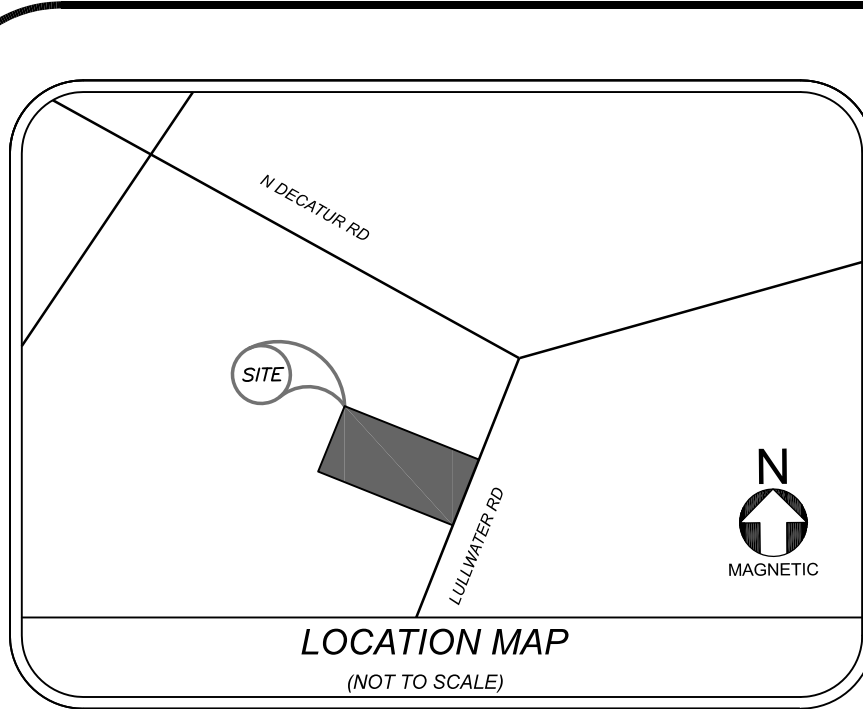 N DECATUR RD
SITE
LULLWATER RD
N
MAGNETIC
LOCATION MAP
(NOT TO SCALE)